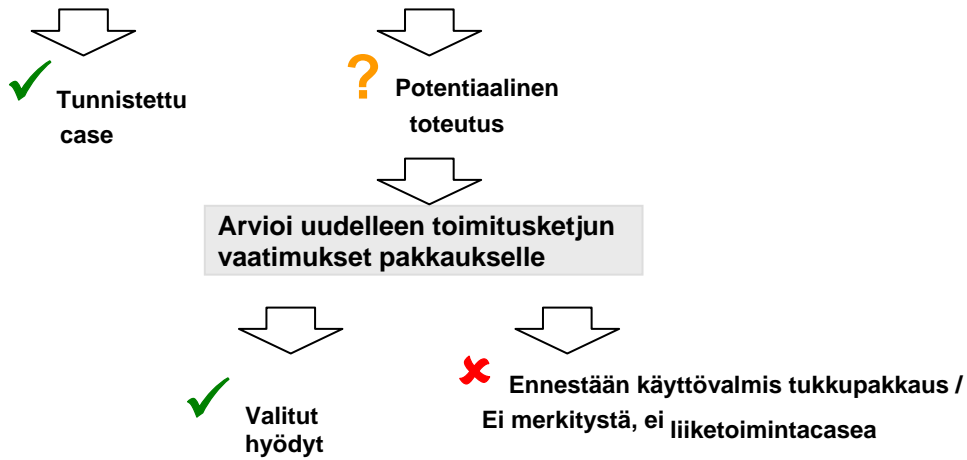 Tunnistettu
case
?
Potentiaalinen
toteutus
Arvioi uudelleen toimitusketjun
vaatimukset pakkaukselle
Valitut
hyödyt
Ennestään käyttövalmis tukkupakkaus /
Ei merkitystä, ei liiketoimintacasea